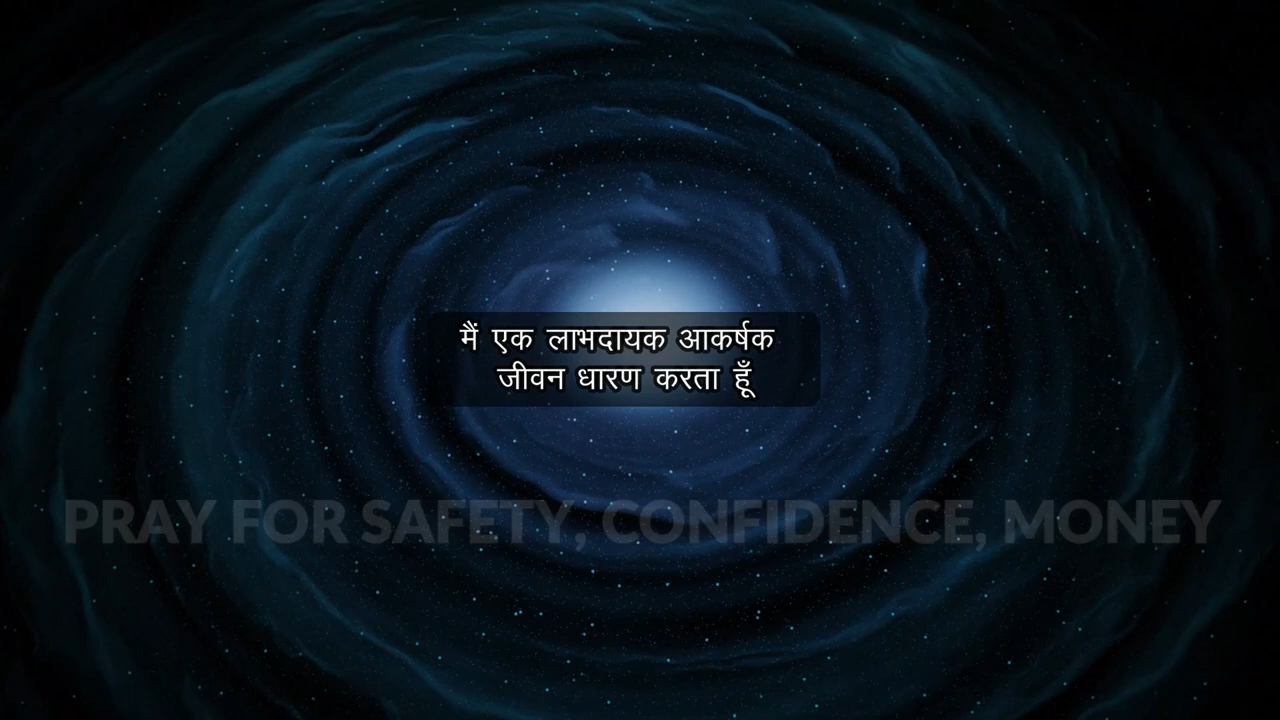 मैं एक लाभदायक आकर्षक
जीवन धारण करता हूँ
PRAY FOR SAFETY, CONFIDENCE, MONEY